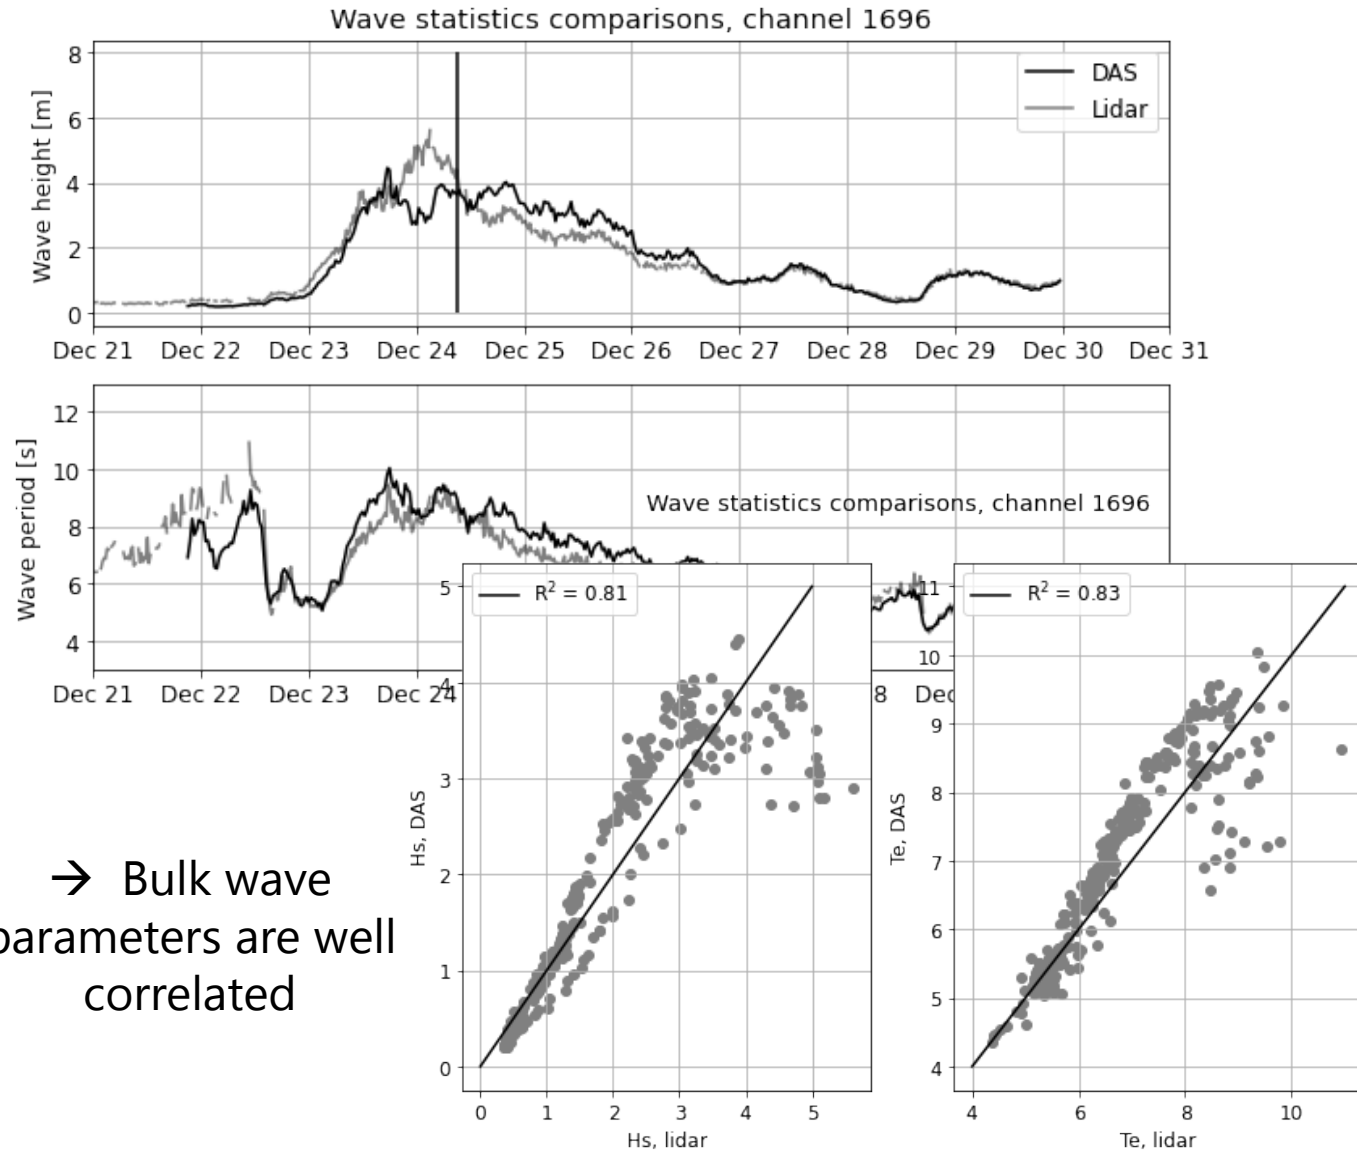 Wave statistics comparisons, channel 1696
8
6
4
2
0
Wave height [m]
DAS
Lidar
Dec 21 Dec 22 Dec 23 Dec 24 Dec 25 Dec 26 Dec 27 Dec 28 Dec 29 Dec 30 Dec 31
12
10
8
6
4
Wave period [s]
Dec 21 Dec 22 Dec 23 Dec 24
8 Dec
Wave statistics comparisons, channel 1696
R² = 0.81
5
4
3
2
1
0
Hs, DAS
0 1 2 3 4 5
Hs, lidar
R² = 0.83
11
10
9
8
7
6
5
4
Te, DAS
4 6 8 10
Te, lidar
→ Bulk wave
parameters are well
correlated